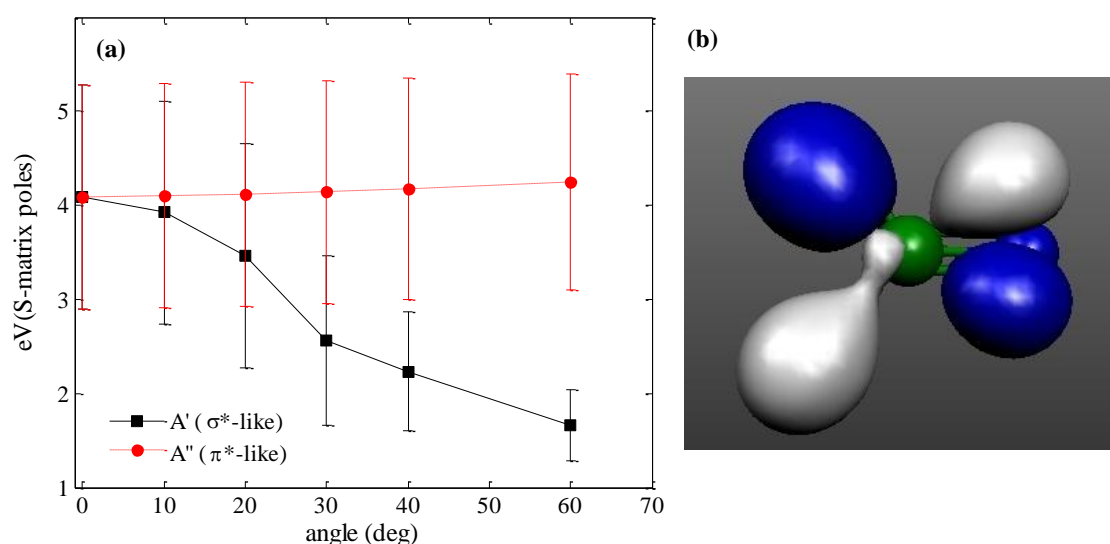 (a)
(b)
5
4
3
2
1
eV(S-matrix poles)
A' ( σ*-like)
A" ( π*-like)
0 10 20 30 40 50 60 70
angle (deg)